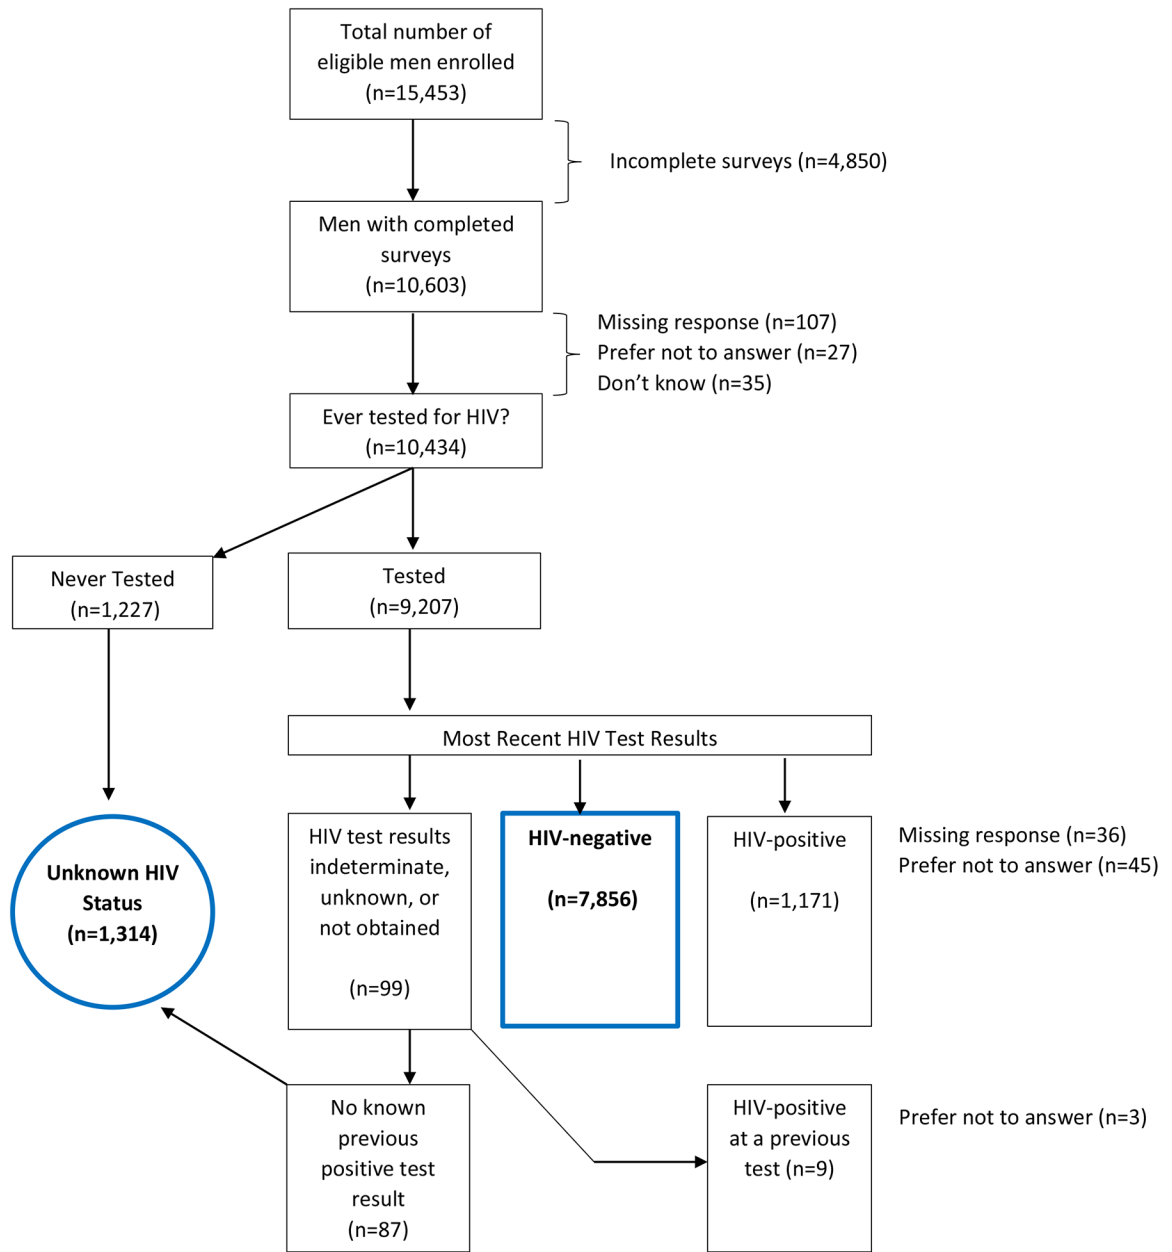 Total number of
eligible men enrolled
(n=15,453)
Incomplete surveys (n=4,850)
Men with completed
surveys
(n=10,603)
Missing response (n=107)
Prefer not to answer (n=27)
Don’t know (n=35)
Ever tested for HIV?
(n=10,434)
Never Tested
(n=1,227)
Tested
(n=9,207)
Most Recent HIV Test Results
Unknown HIV
Status
(n=1,314)
HIV test results
indeterminate,
unknown, or
not obtained
(n=99)
HIV-negative
(n=7,856)
HIV-positive
(n=1,171)
Missing response (n=36)
Prefer not to answer (n=45)
No known
previous
positive test
result
(n=87)
HIV-positive
at a previous
test (n=9)
Prefer not to answer (n=3)